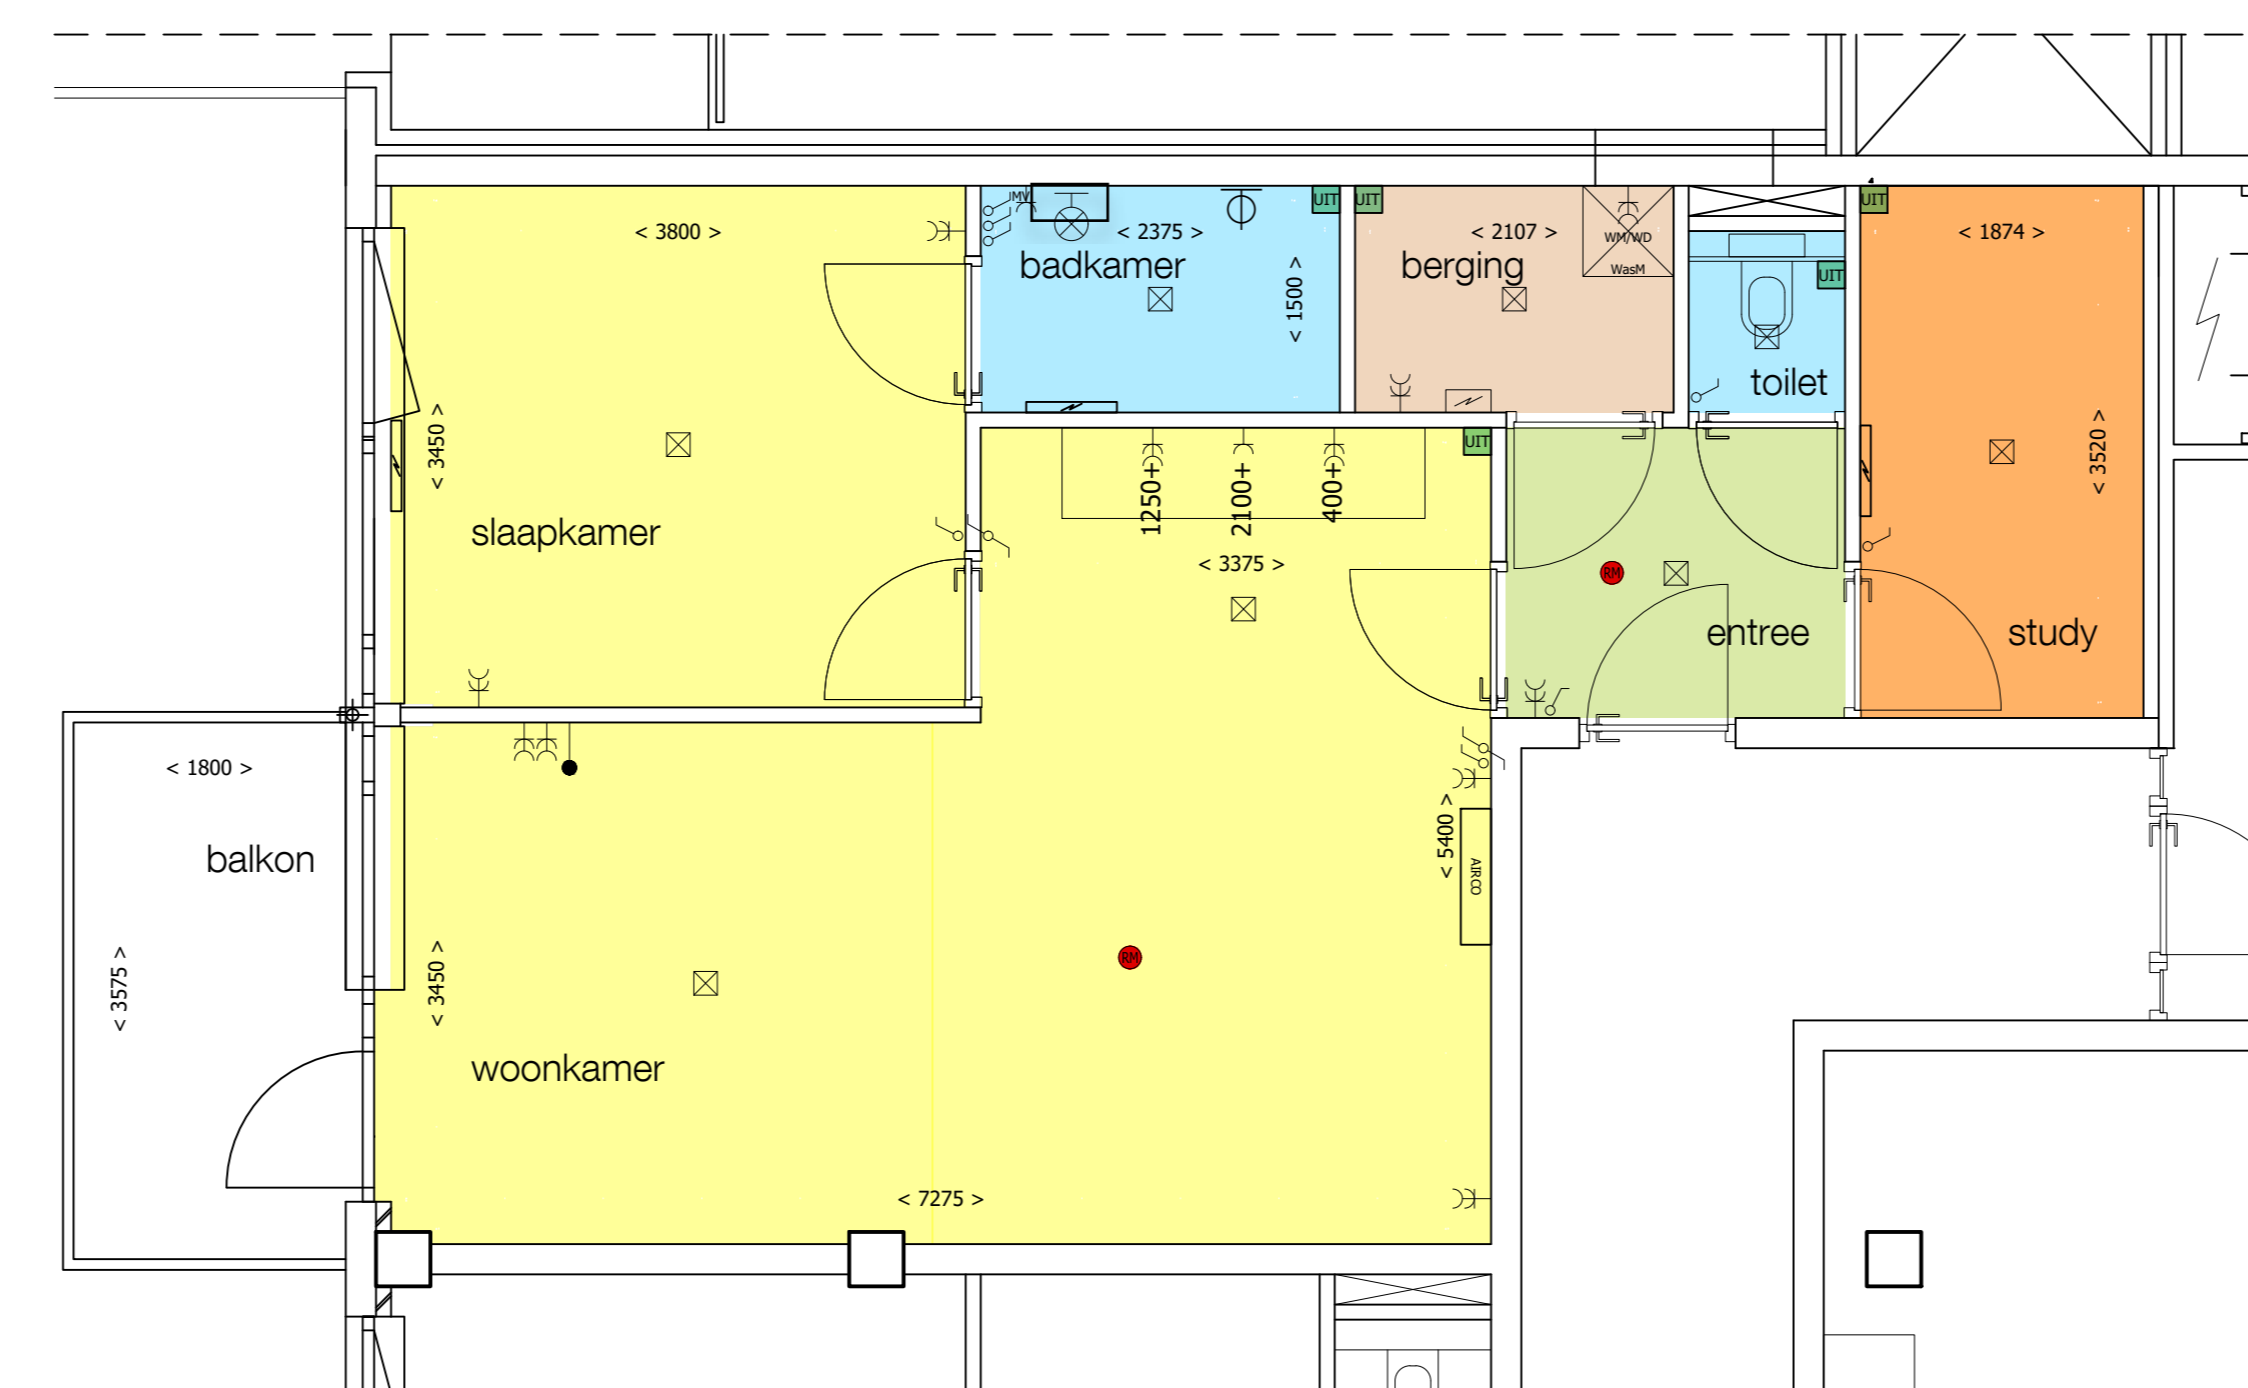 < 3800 >
MV
< 2375 >
UIT
UIT
< 2107 >
WM/WD
WasM
UIT
< 1874 >
badkamer
< 1500 >
berging
UIT
toilet
< 3450 >
slaapkamer
1250+
2100+
400+
UIT
< 3375 >
RM
entree
< 3520 >
study
< 1800 >
balkon
< 5400 >
AIRCO
< 3575 >
< 3450 >
RM
woonkamer
< 7275 >